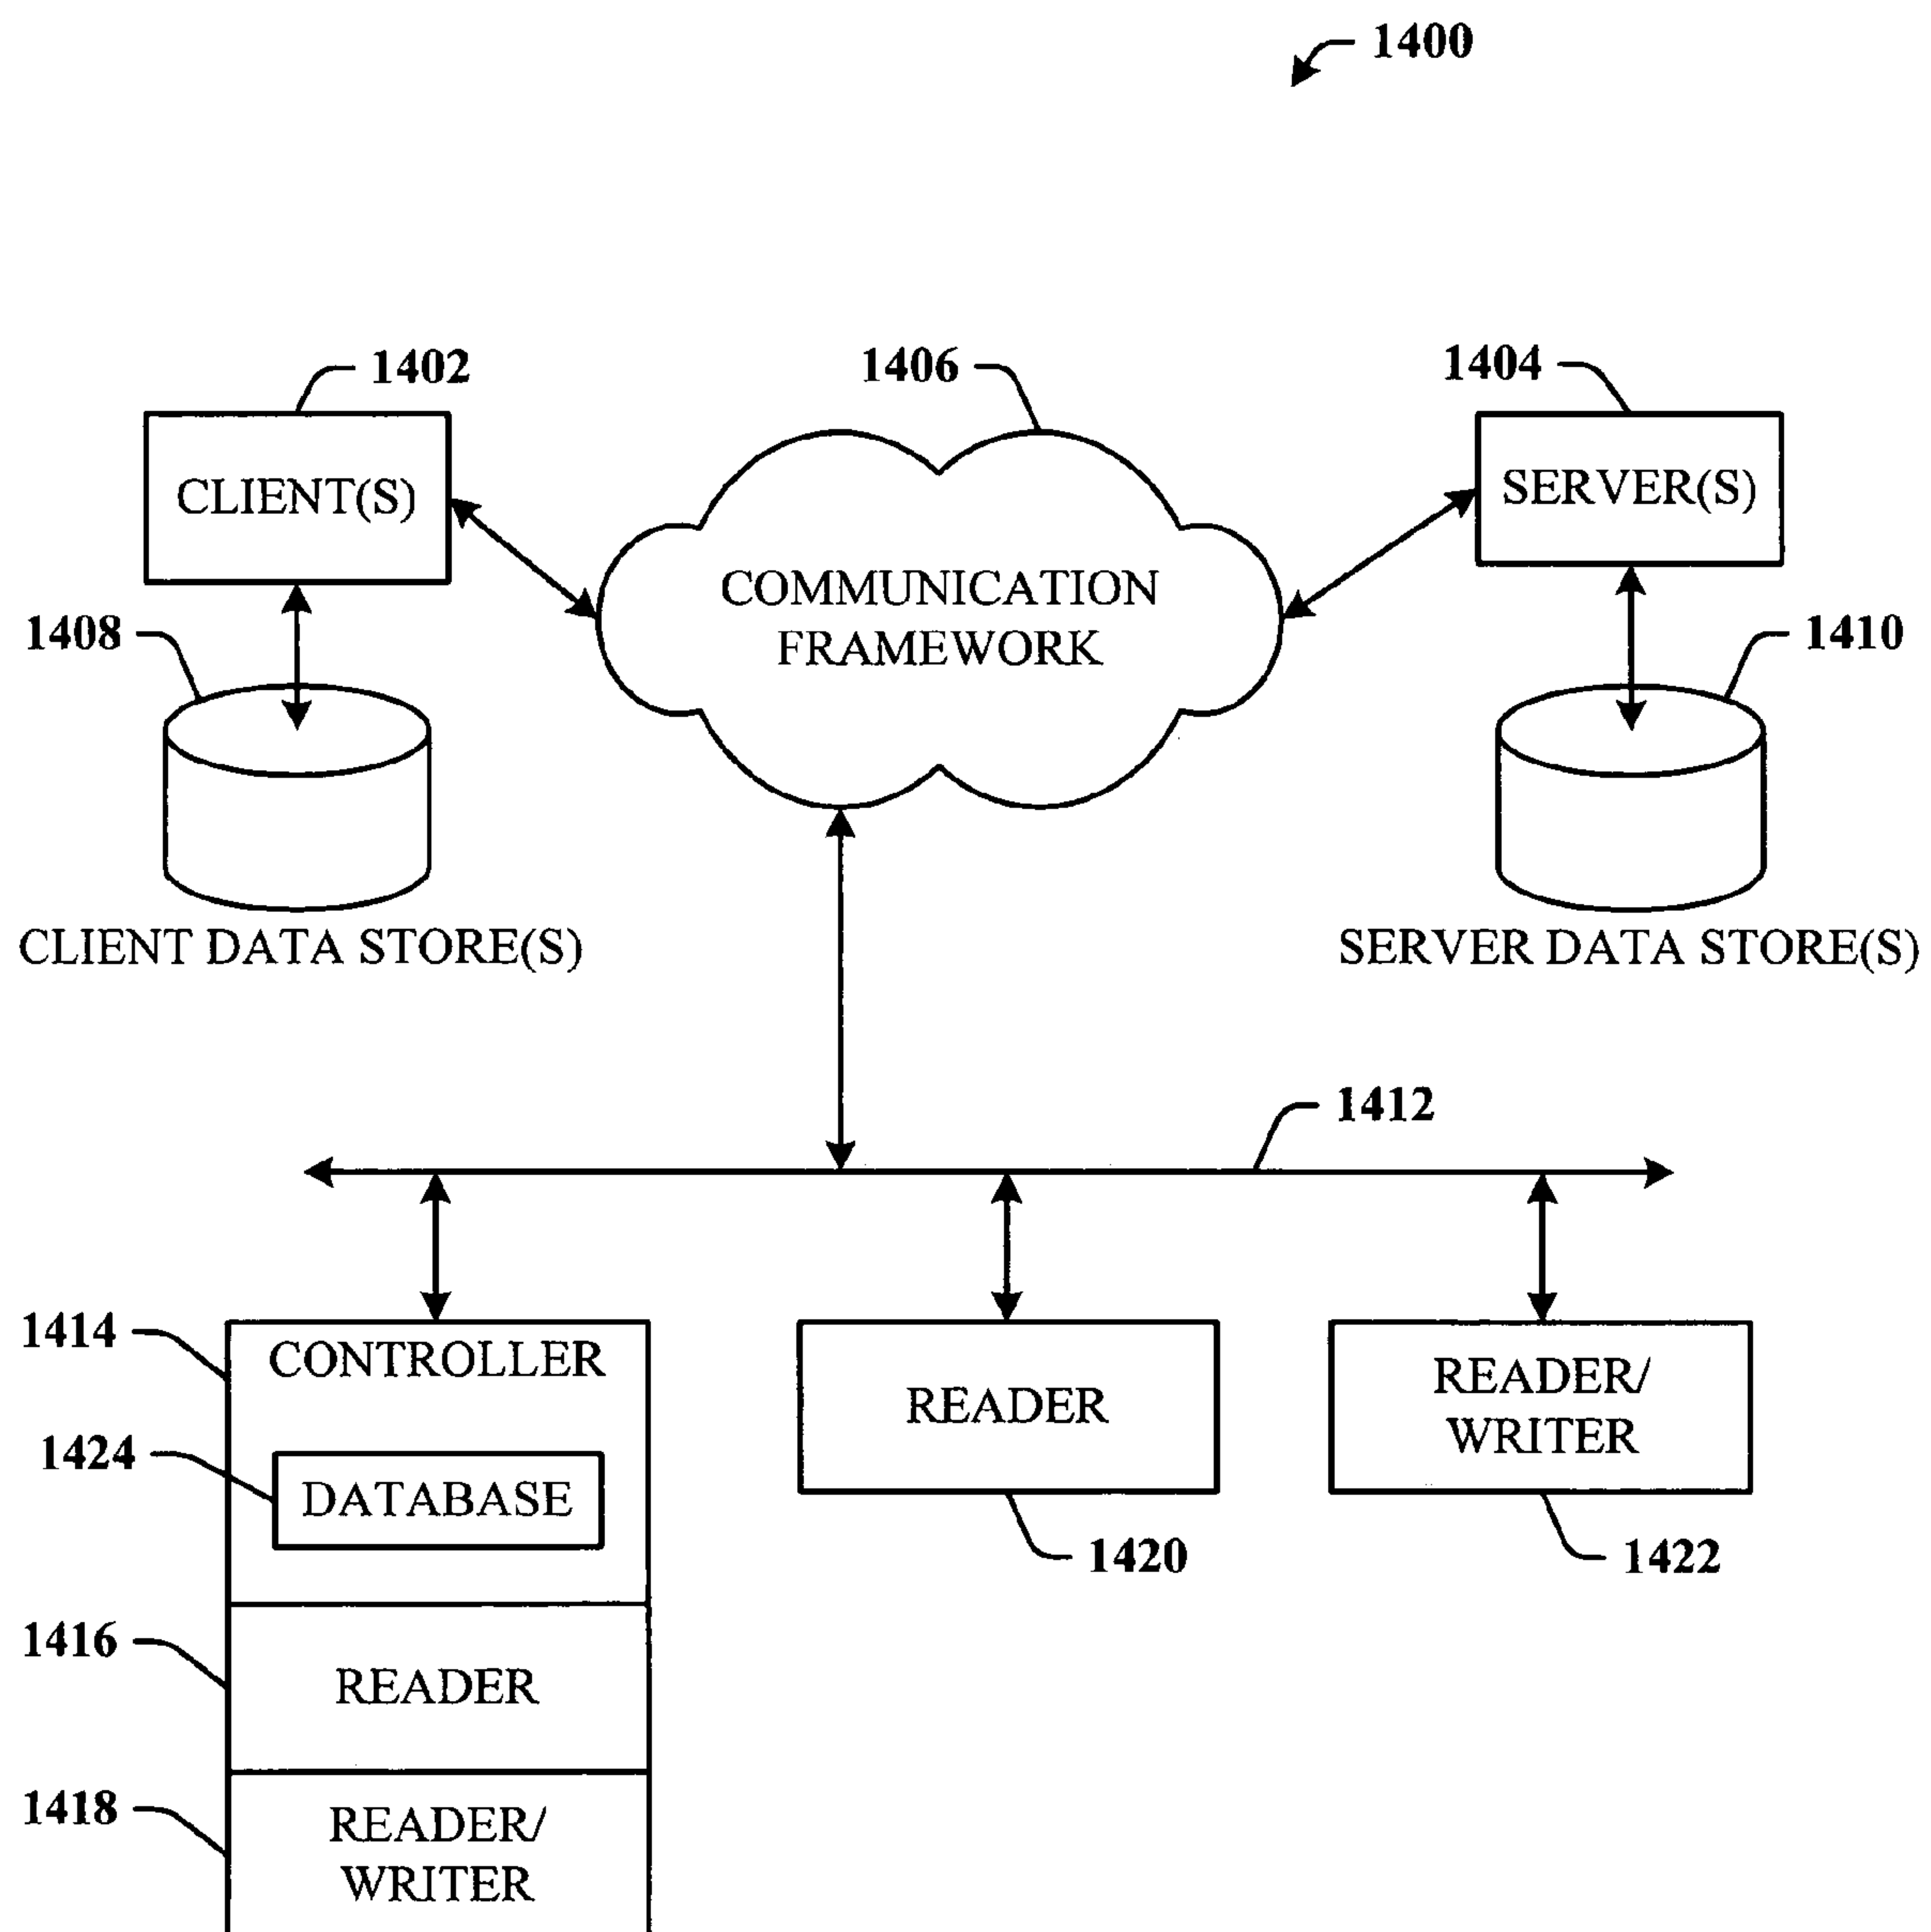 1400
1402
1406
1404
CLIENT(S)
SERVER(S)
COMMUNICATION
FRAMEWORK
1408
1410
CLIENT DATA STORE(S)
SERVER DATA STORE(S)
1412
1414
CONTROLLER
READER
READER/
WRITER
1424
DATABASE
1420
1422
1416
READER
1418
READER/
WRITER